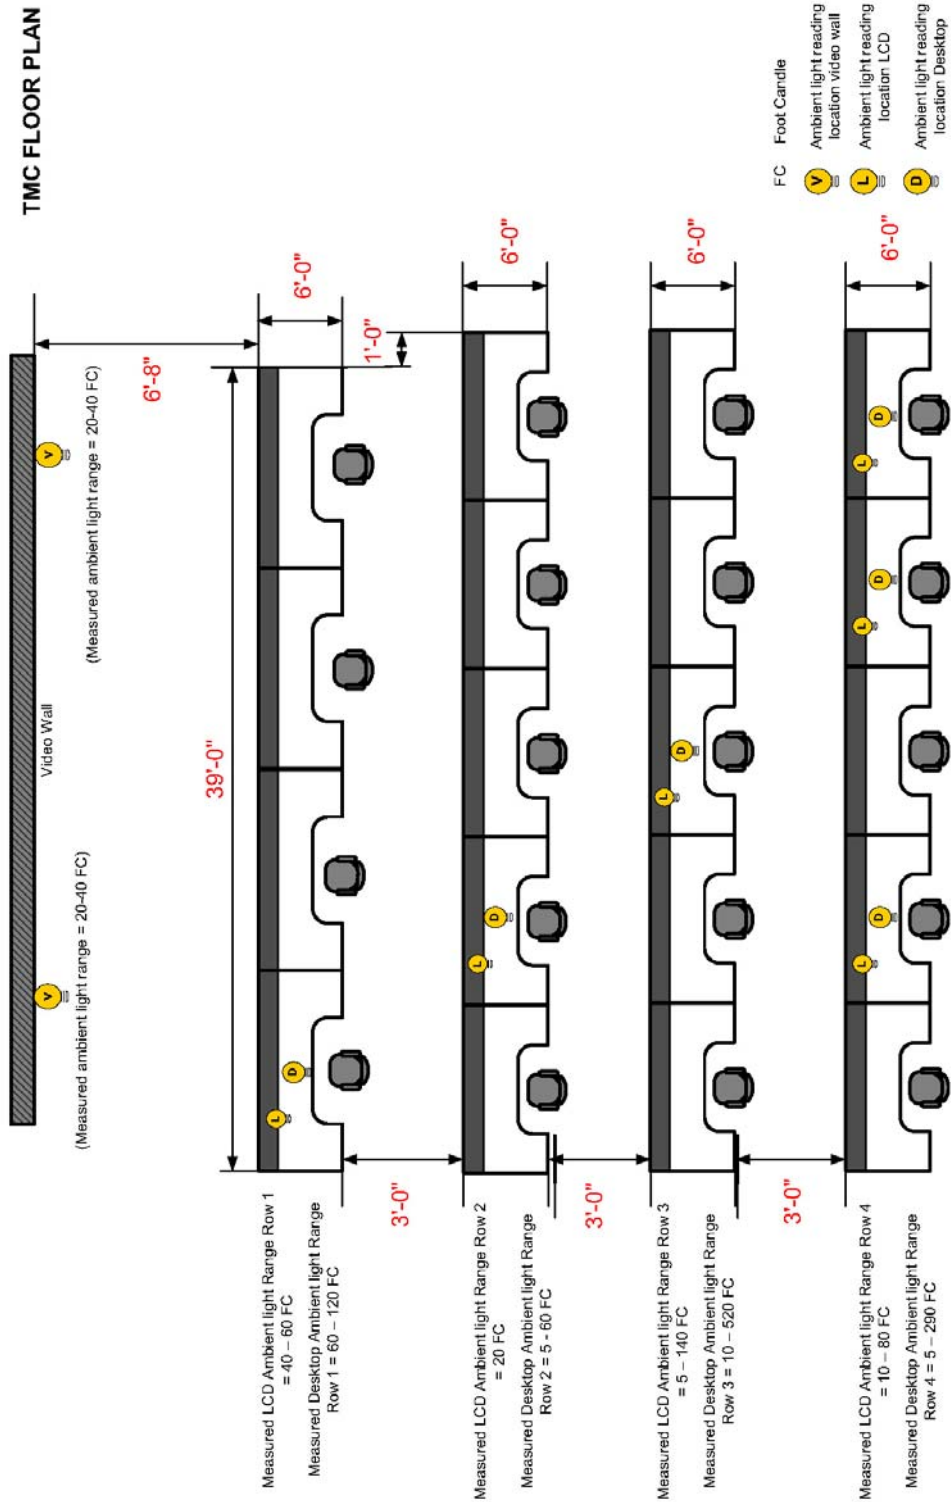 TMC FLOOR PLAN
Video Wall
V
V
(Measured ambient light range = 20-40 FC)
(Measured ambient light range = 20-40 FC)
6'-8"
39'-0"
6'-0"
1'-0"
Measured LCD Ambient light Range Row 1
= 40 – 60 FC
Measured Desktop Ambient light Range
Row 1 = 60 – 120 FC
L
D
3'-0"
6'-0"
Measured LCD Ambient light Range Row 2
= 20 FC
Measured Desktop Ambient light Range
Row 2 = 5 - 60 FC
L
D
3'-0"
6'-0"
Measured LCD Ambient light Range Row 3
= 5 – 140 FC
Measured Desktop Ambient light Range
Row 3 = 10 – 520 FC
L
D
3'-0"
6'-0"
Measured LCD Ambient light Range Row 4
= 10 – 80 FC
Measured Desktop Ambient light Range
Row 4 = 5 – 290 FC
L
D
L
D
L
D
FC Foot Candle
V Ambient light reading
location video wall
L Ambient light reading
location LCD
D Ambient light reading
location Desktop